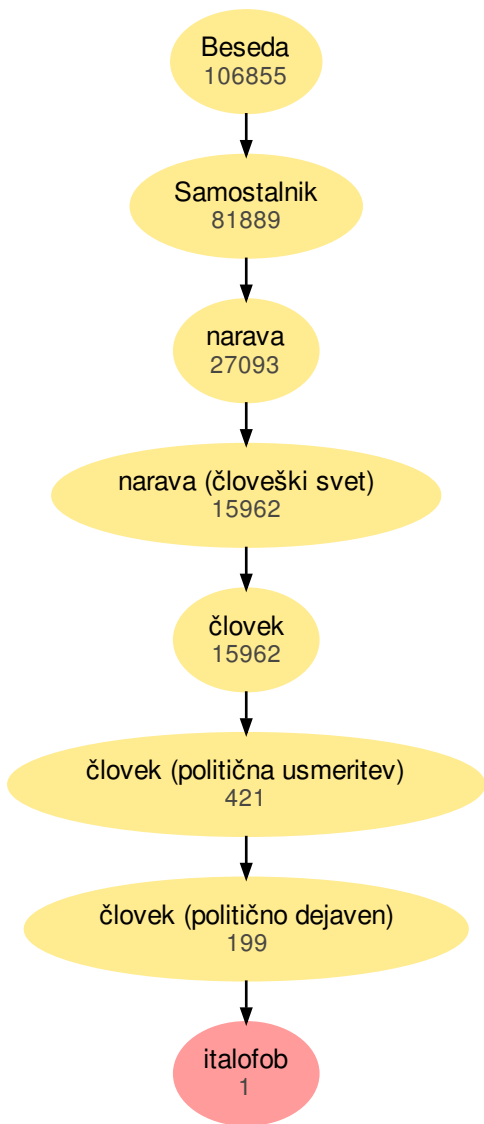 Beseda
106855
Samostalnik
81889
narava
27093
narava (človeški svet)
15962
človek
15962
človek (politična usmeritev)
421
človek (politično dejaven)
199
italofob
1